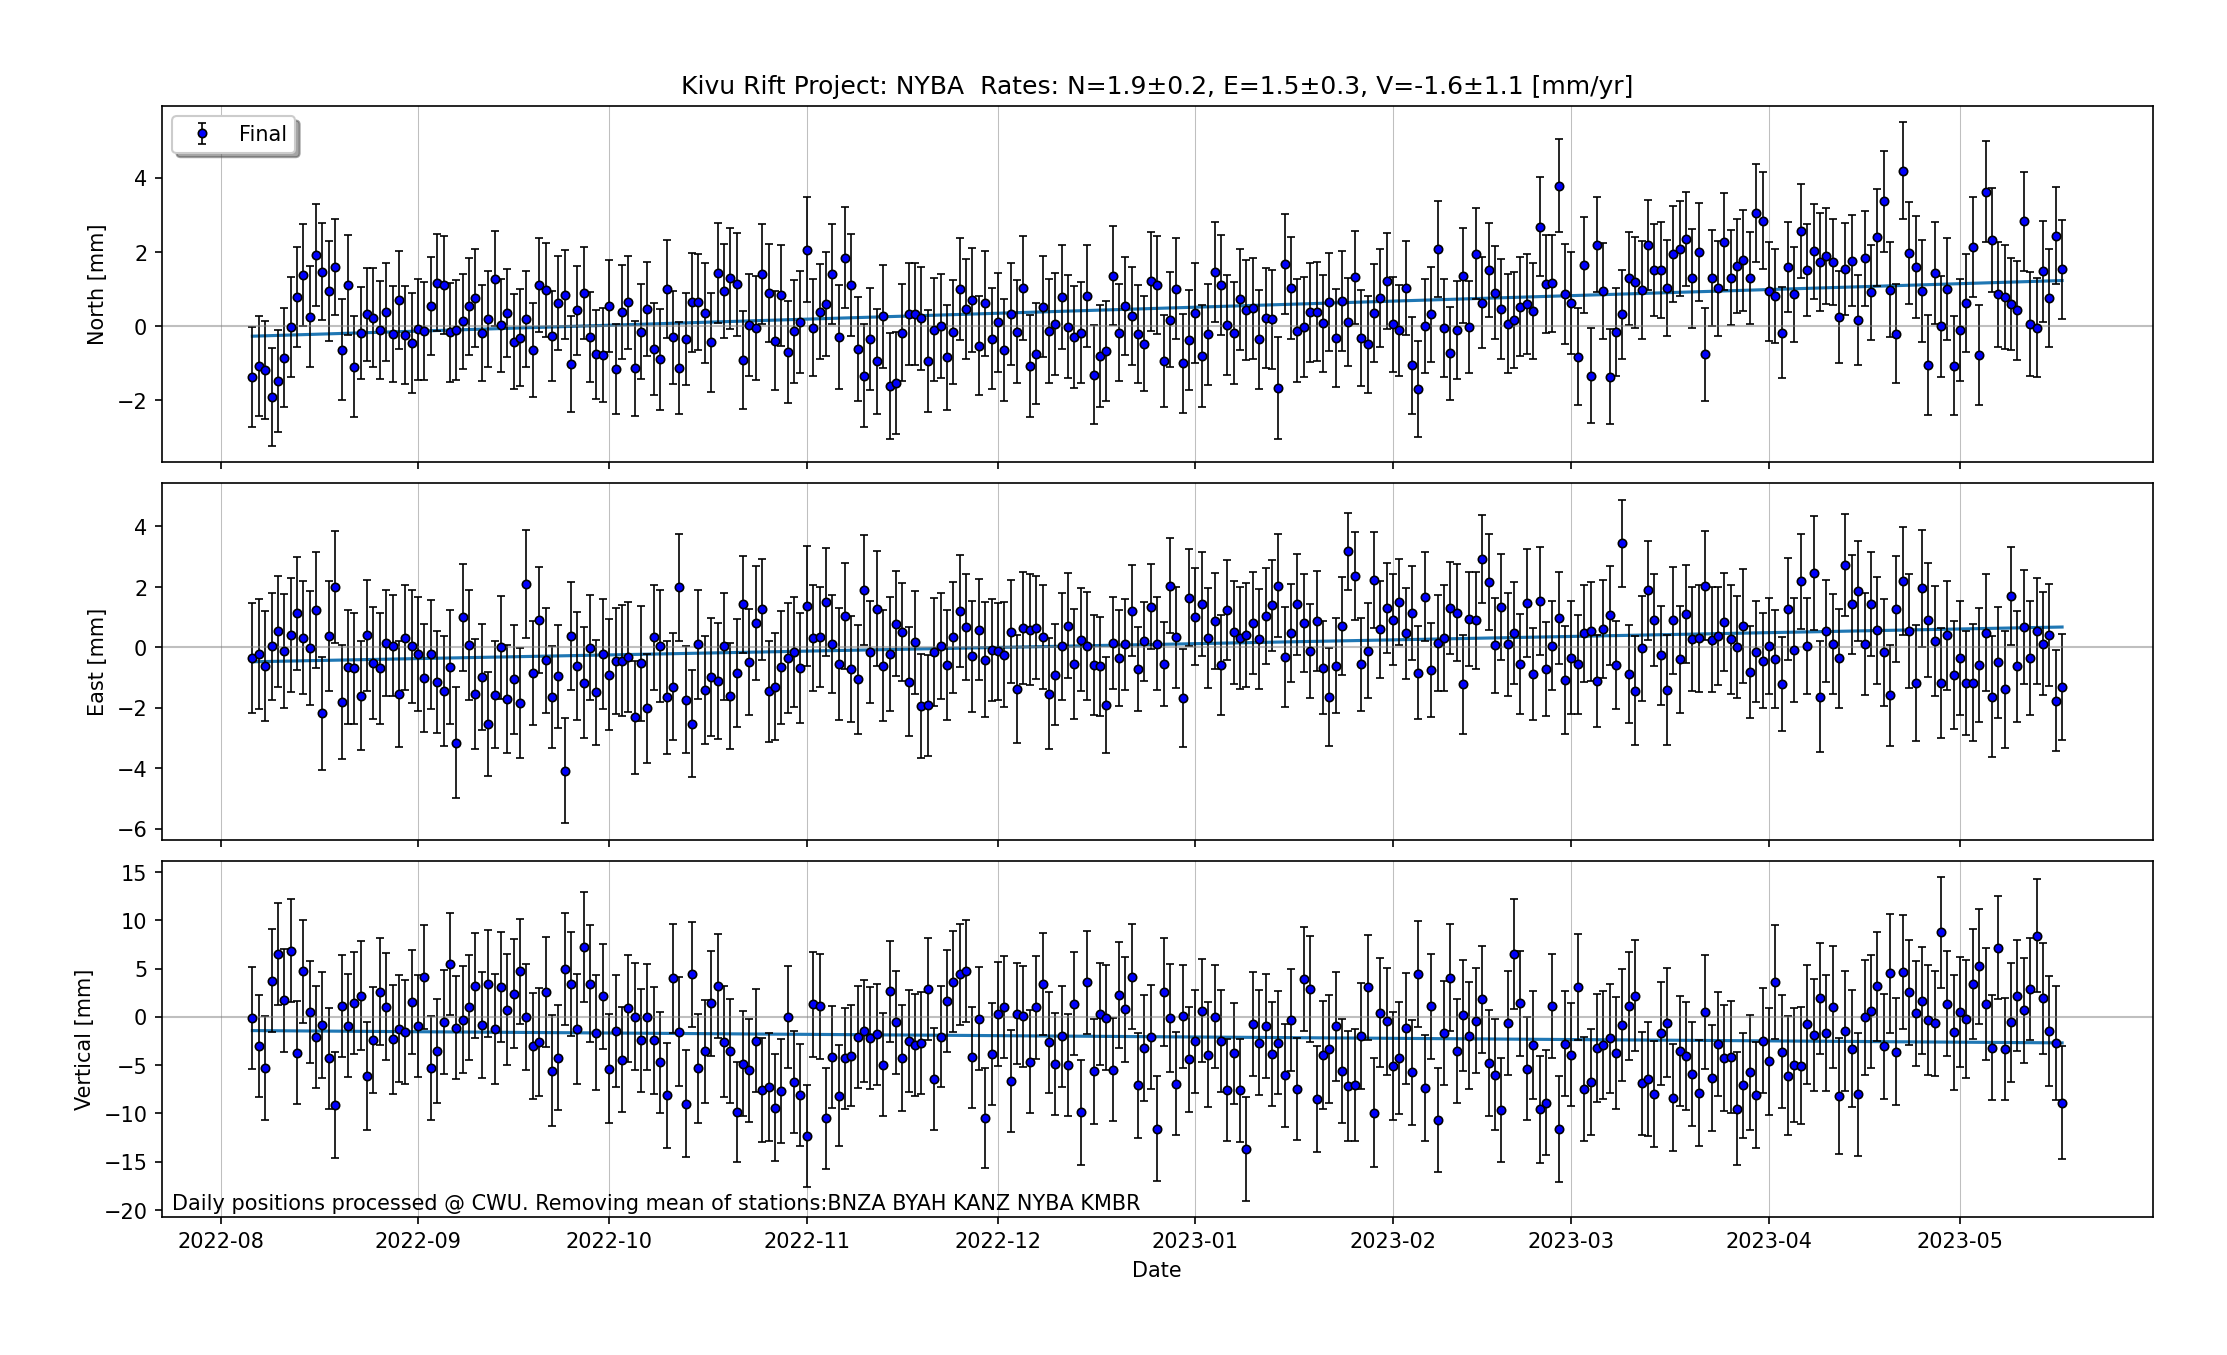 Kivu Rift Project: NYBA  Rates: N=1.9±0.2, E=1.5±0.3, V=-1.6±1.1 [mm/yr]
Final
North [mm]
4
2
0
−2
East [mm]
4
2
0
−2
−4
−6
Vertical [mm]
15
10
5
0
−5
−10
−15
−20
Daily positions processed @ CWU. Removing mean of stations:BNZA BYAH KANZ NYBA KMBR
2022-08 2022-09 2022-10 2022-11 2022-12 2023-01 2023-02 2023-03 2023-04 2023-05
Date